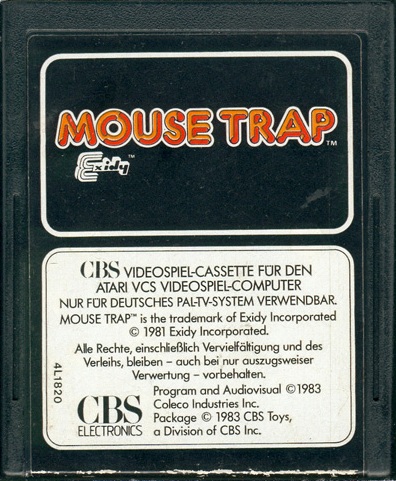 MOUSE TRAP™
Exidy™
CBS VIDEOSPIEL-CASSETTE FÜR DEN
ATARI VCS VIDEOSPIEL-COMPUTER
NUR FÜR DEUTSCHES PAL-TV-SYSTEM VERWENDBAR.
MOUSE TRAP™ is the trademark of Exidy Incorporated
© 1981 Exidy Incorporated.
Alle Rechte, einschließlich Vervielfältigung und des
Verleihs, bleiben – auch bei nur auszugsweiser
Verwertung – vorbehalten.
CBS
ELECTRONICS
Program and Audiovisual ©1983
Coleco Industries Inc.
Package © 1983 CBS Toys,
a Division of CBS Inc.
4L1820